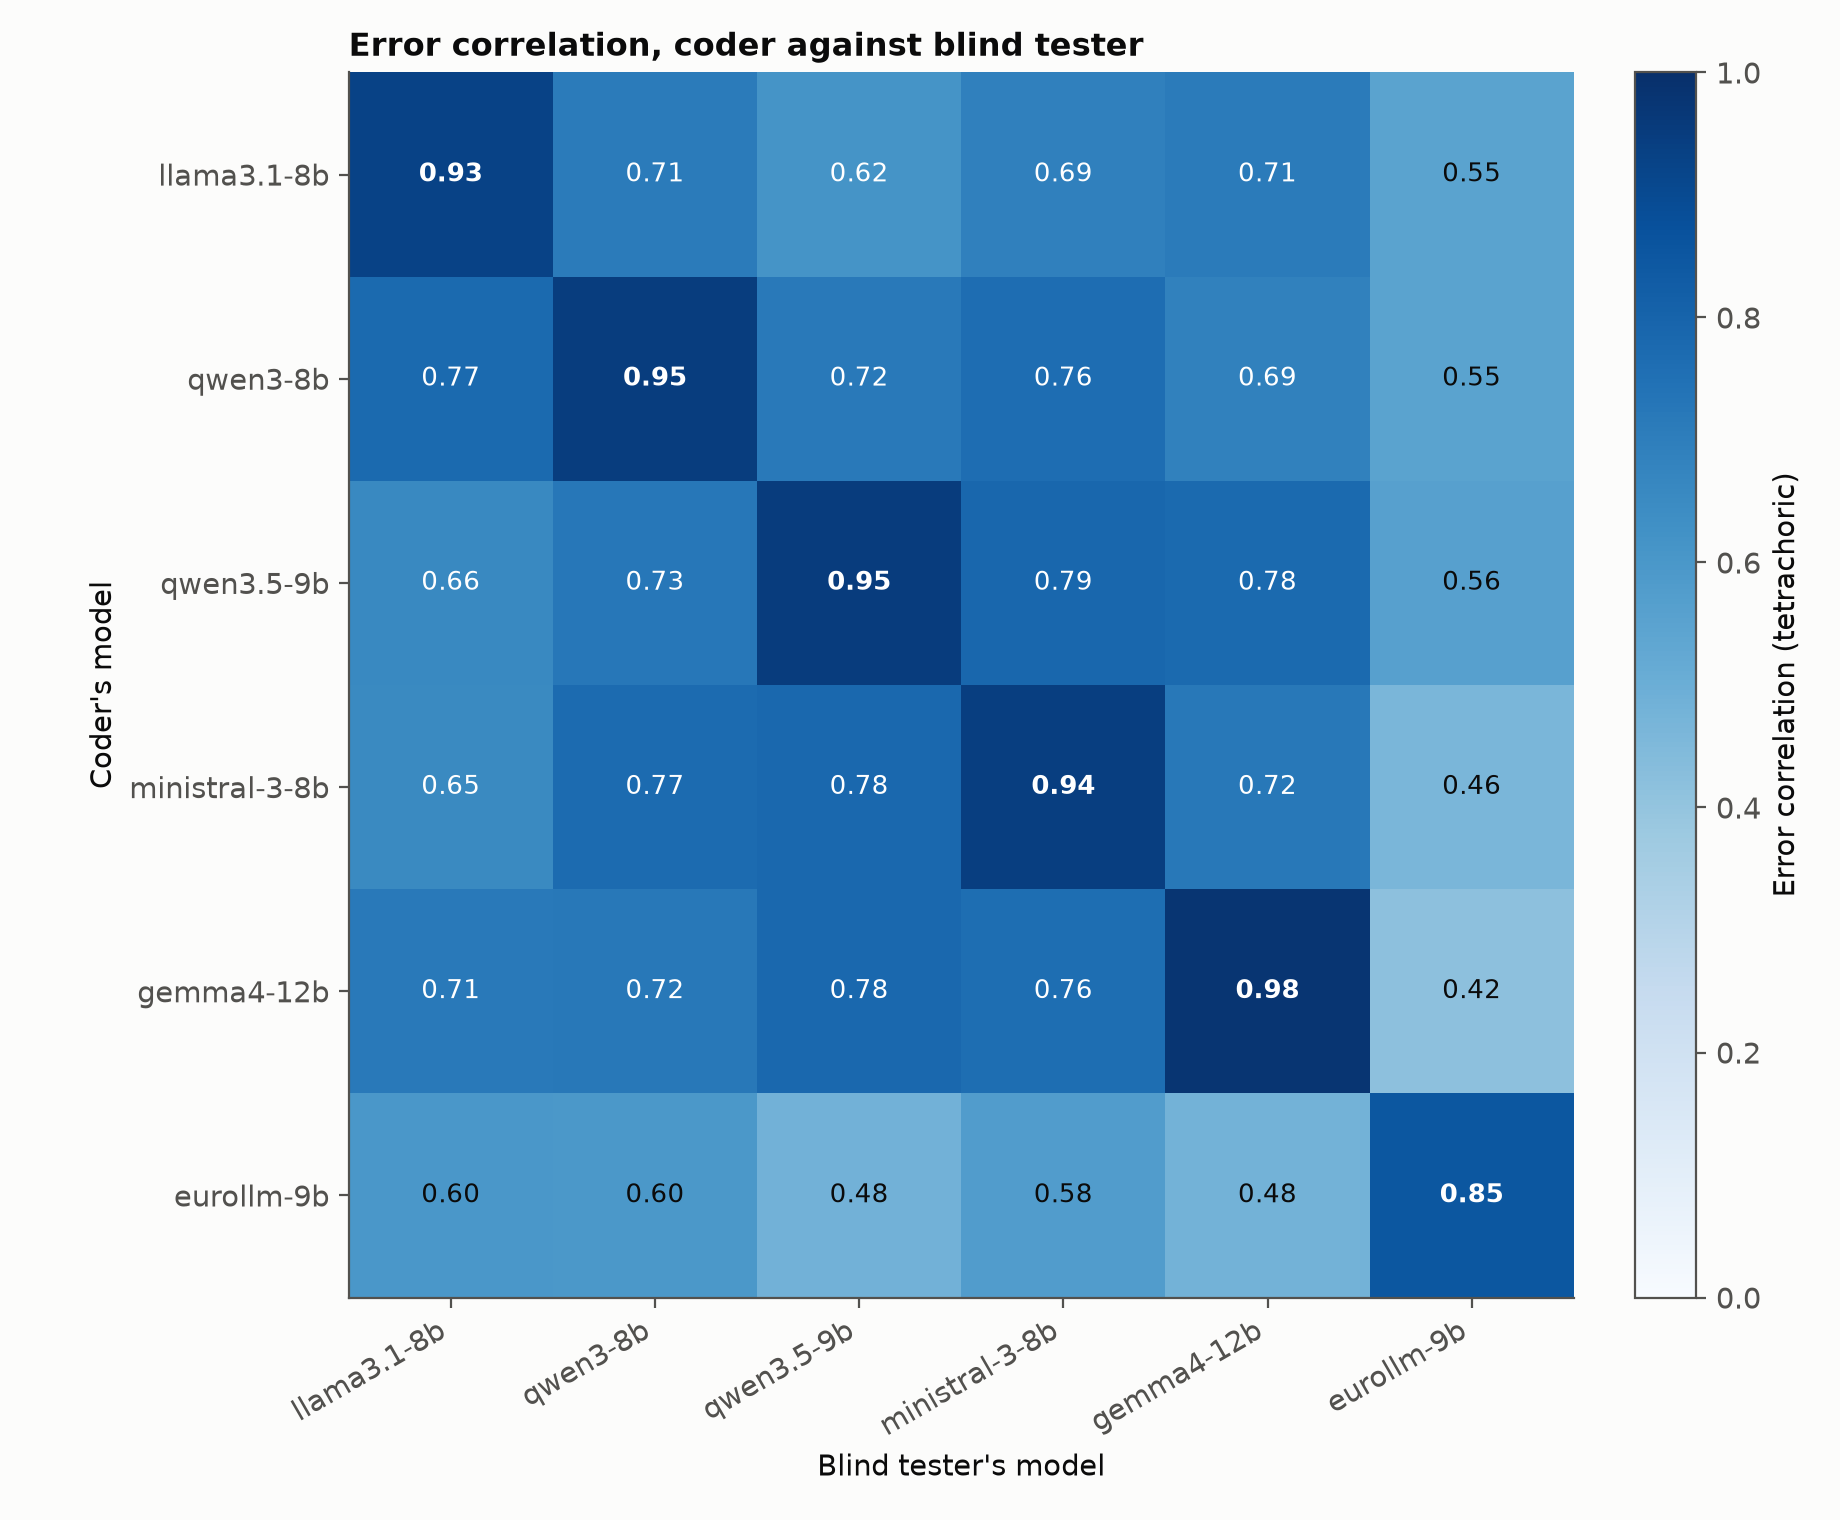 Error correlation, coder against blind tester
llama3.1-8b 0.93 0.71 0.62 0.69 0.71 0.55
qwen3-8b 0.77 0.95 0.72 0.76 0.69 0.55
qwen3.5-9b 0.66 0.73 0.95 0.79 0.78 0.56
ministral-3-8b 0.65 0.77 0.78 0.94 0.72 0.46
gemma4-12b 0.71 0.72 0.78 0.76 0.98 0.42
eurollm-9b 0.60 0.60 0.48 0.58 0.48 0.85
llama3.1-8b qwen3-8b qwen3.5-9b ministral-3-8b gemma4-12b eurollm-9b
Blind tester's model
Coder's model
1.0
0.8
0.6
0.4
0.2
0.0
Error correlation (tetrachoric)